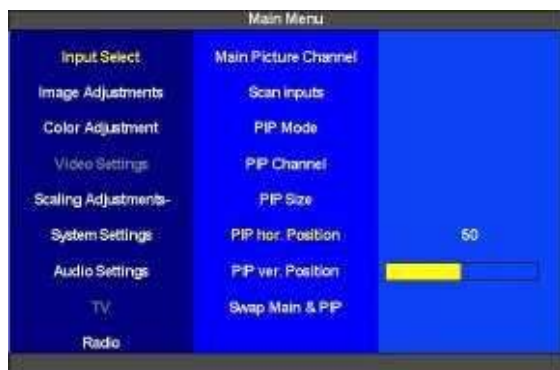 Main Menu
Input Select
Image Adjustments
Color Adjustment
Video Settings
Scaling Adjustments-
System Settings
Audio Settings
TV
Radio
Main Picture Channel
Scan inputs
PIP Mode
PIP Channel
PIP Size
PIP hor. Position
PIP ver. Position
Swap Main & PIP
50